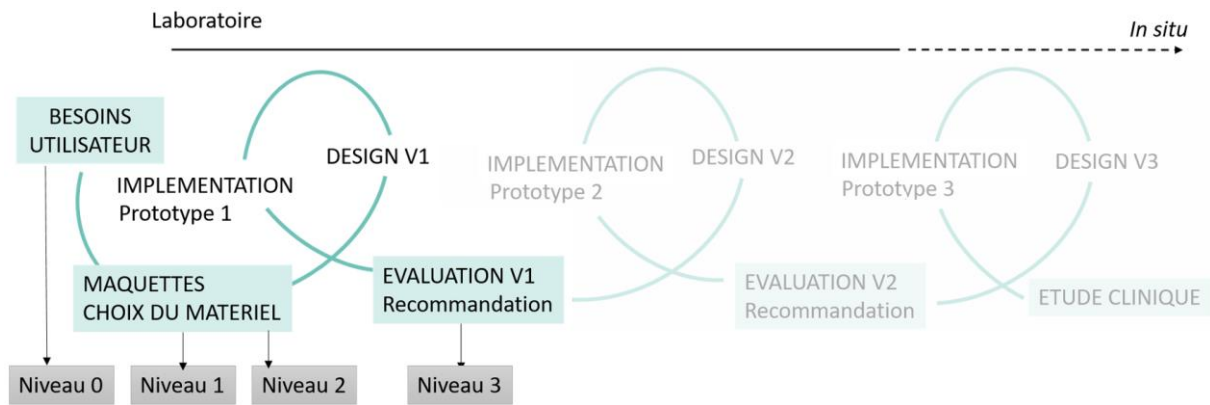 Laboratoire
In situ
BESOINS
UTILISATEUR
IMPLEMENTATION
Prototype 1
DESIGN V1
IMPLEMENTATION
Prototype 2
DESIGN V2
IMPLEMENTATION
Prototype 3
DESIGN V3
MAQUETTES
CHOIX DU MATERIEL
EVALUATION V1
Recommandation
EVALUATION V2
Recommandation
ETUDE CLINIQUE
Niveau 0
Niveau 1
Niveau 2
Niveau 3